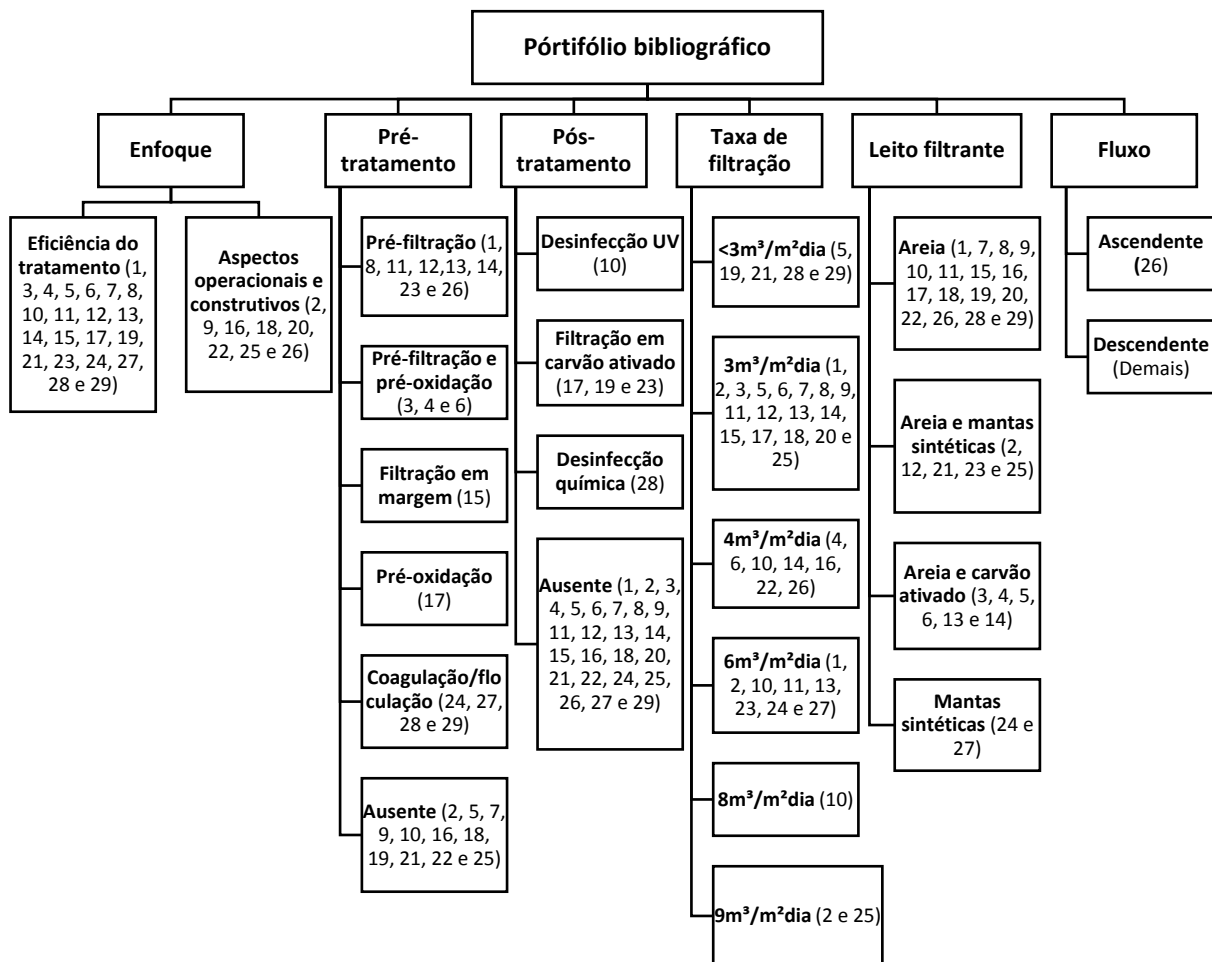 Pórtifólio bibliográfico
Enfoque
Eficiência do
tratamento (1,
3, 4, 5, 6, 7, 8,
10, 11, 12, 13,
14, 15, 17, 19,
21, 23, 24, 27,
28 e 29)
Aspectos
operacionais e
construtivos (2,
9, 16, 18, 20,
22, 25 e 26)
Pré-
tratamento
Pré-filtração (1,
8, 11, 12,13, 14,
23 e 26)
Pré-filtração e
pré-oxidação
(3, 4 e 6)
Filtração em
margem (15)
Pré-oxidação
(17)
Coagulação/flo
culação (24, 27,
28 e 29)
Ausente (2, 5, 7,
9, 10, 16, 18,
19, 21, 22 e 25)
Pós-
tratamento
Desinfecção UV
(10)
Filtração em
carvão ativado
(17, 19 e 23)
Desinfecção
química (28)
Ausente (1, 2, 3,
4, 5, 6, 7, 8, 9,
11, 12, 13, 14,
15, 16, 18, 20,
21, 22, 24, 25,
26, 27 e 29)
Taxa de
filtração
<3m³/m²dia (5,
19, 21, 28 e 29)
3m³/m²dia (1,
2, 3, 5, 6, 7, 8, 9,
11, 12, 13, 14,
15, 17, 18, 20 e
25)
4m³/m²dia (4,
6, 10, 14, 16,
22, 26)
6m³/m²dia (1,
2, 10, 11, 13,
23, 24 e 27)
8m³/m²dia (10)
9m³/m²dia (2 e 25)
Leito filtrante
Areia (1, 7, 8, 9,
10, 11, 15, 16,
17, 18, 19, 20,
22, 26, 28 e 29)
Areia e mantas
sintéticas (2,
12, 21, 23 e 25)
Areia e carvão
ativado (3, 4, 5,
6, 13 e 14)
Mantas
sintéticas (24 e
27)
Fluxo
Ascendente
(26)
Descendente
(Demais)